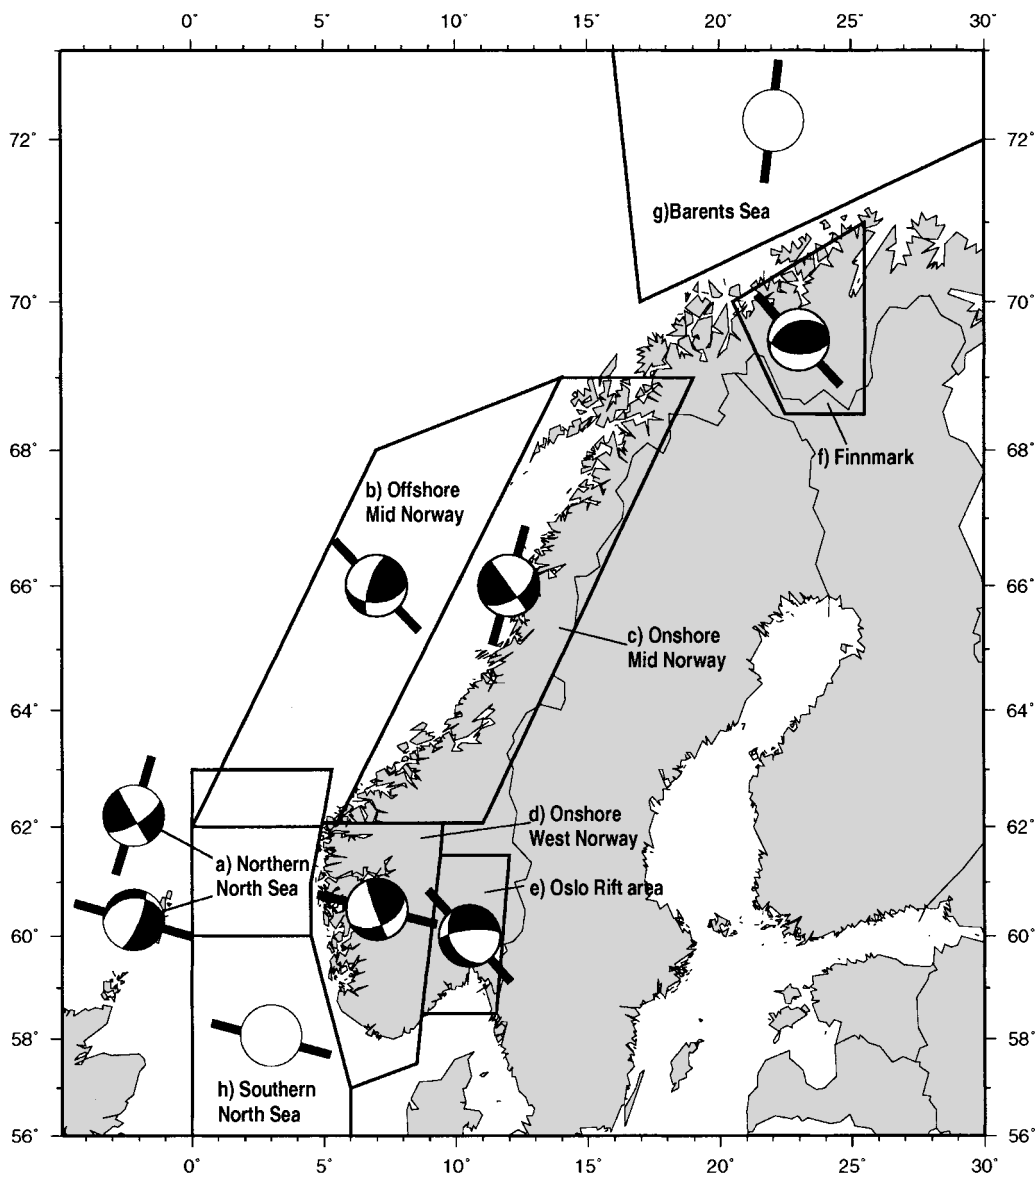 0° 5° 10° 15° 20° 25° 30°
72° 72°
g)Barents Sea
70° 70°
f) Finnmark
68° 68°
b) Offshore
Mid Norway
66° 66°
c) Onshore
Mid Norway
64° 64°
d) Onshore
West Norway
62° 62°
a) Northern
North Sea
e) Oslo Rift area
60° 60°
58° 58°
h) Southern
North Sea
56° 56°
0° 5° 10° 15° 20° 25° 30°